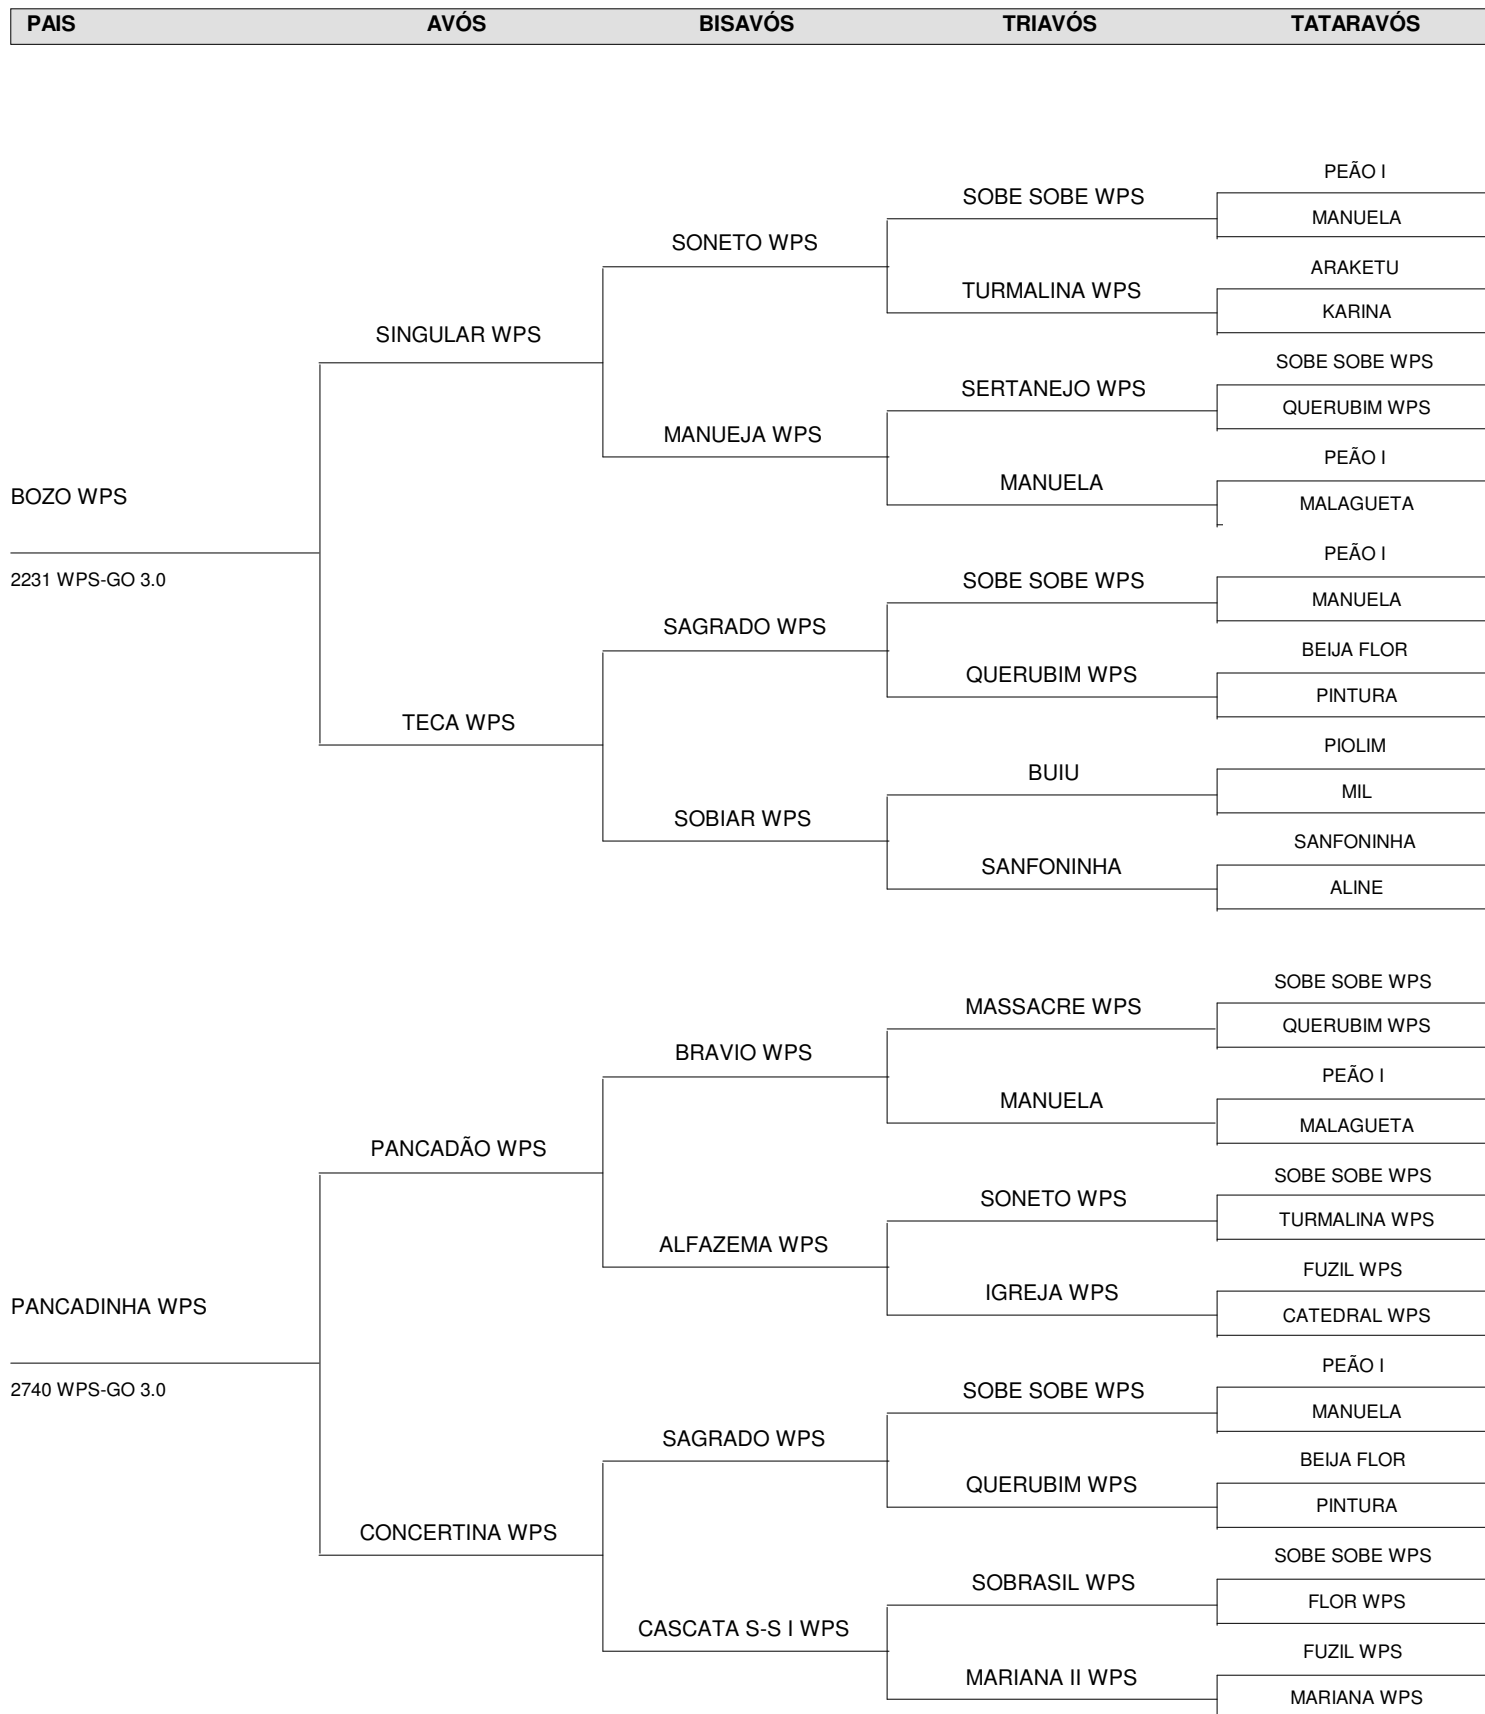 PAIS AVÓS BISAVÓS TRIAVÓS TATARAVÓS
PEÃO I
SOBE SOBE WPS
MANUELA
SONETO WPS
ARAKETU
TURMALINA WPS
KARINA
SINGULAR WPS
SOBE SOBE WPS
SERTANEJO WPS
QUERUBIM WPS
MANUEJA WPS
PEÃO I
MANUELA
MALAGUETA
BOZO WPS
2231 WPS-GO 3.0
PEÃO I
SOBE SOBE WPS
MANUELA
SAGRADO WPS
BEIJA FLOR
QUERUBIM WPS
PINTURA
TECA WPS
PIOLIM
BUIU
MIL
SOBIAR WPS
SANFONINHA
SANFONINHA
ALINE
SOBE SOBE WPS
MASSACRE WPS
QUERUBIM WPS
BRAVIO WPS
PEÃO I
MANUELA
MALAGUETA
PANCADÃO WPS
SOBE SOBE WPS
SONETO WPS
TURMALINA WPS
ALFAZEMA WPS
FUZIL WPS
IGREJA WPS
CATEDRAL WPS
PANCADINHA WPS
2740 WPS-GO 3.0
PEÃO I
SOBE SOBE WPS
MANUELA
SAGRADO WPS
BEIJA FLOR
QUERUBIM WPS
PINTURA
CONCERTINA WPS
SOBE SOBE WPS
SOBRASIL WPS
FLOR WPS
CASCATA S-S I WPS
FUZIL WPS
MARIANA II WPS
MARIANA WPS